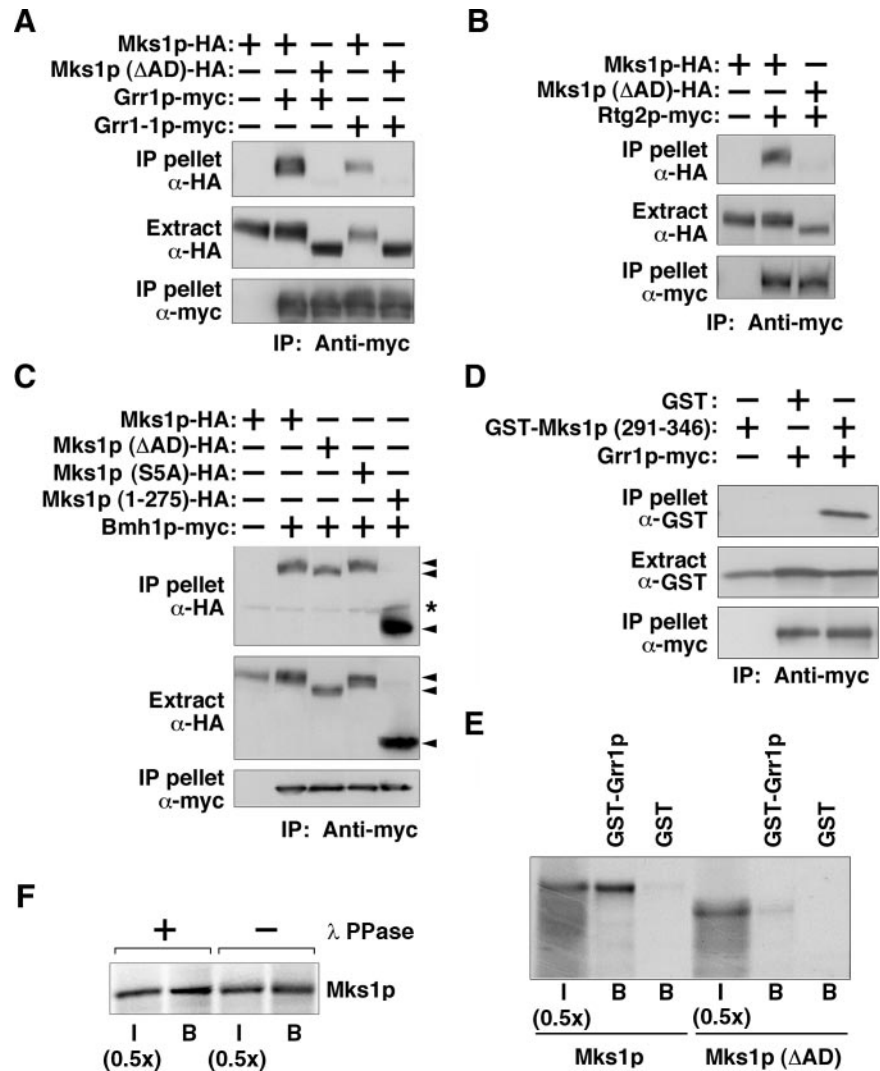 A
Mks1p-HA: + + − + −
Mks1p (ΔAD)-HA: − − + − +
Grr1p-myc: − + + − −
Grr1-1p-myc: − − − + +
IP pellet
α-HA
Extract
α-HA
IP pellet
α-myc
IP: Anti-myc
B
Mks1p-HA: + + −
Mks1p (ΔAD)-HA: − − +
Rtg2p-myc: − + +
IP pellet
α-HA
Extract
α-HA
IP pellet
α-myc
IP: Anti-myc
C
Mks1p-HA: + + − − −
Mks1p (ΔAD)-HA: − − + − −
Mks1p (S5A)-HA: − − − + −
Mks1p (1-275)-HA: − − − − +
Bmh1p-myc: − + + + +
IP pellet
α-HA
*
Extract
α-HA
IP pellet
α-myc
IP: Anti-myc
D
GST: − + −
GST-Mks1p (291-346): + − +
Grr1p-myc: − + +
IP pellet
α-GST
Extract
α-GST
IP pellet
α-myc
IP: Anti-myc
E
GST-Grr1p
GST
GST-Grr1p
GST
I B B I B B
(0.5x) (0.5x)
Mks1p Mks1p (ΔAD)
F
+ − λ PPase
Mks1p
I B I B
(0.5x) (0.5x)